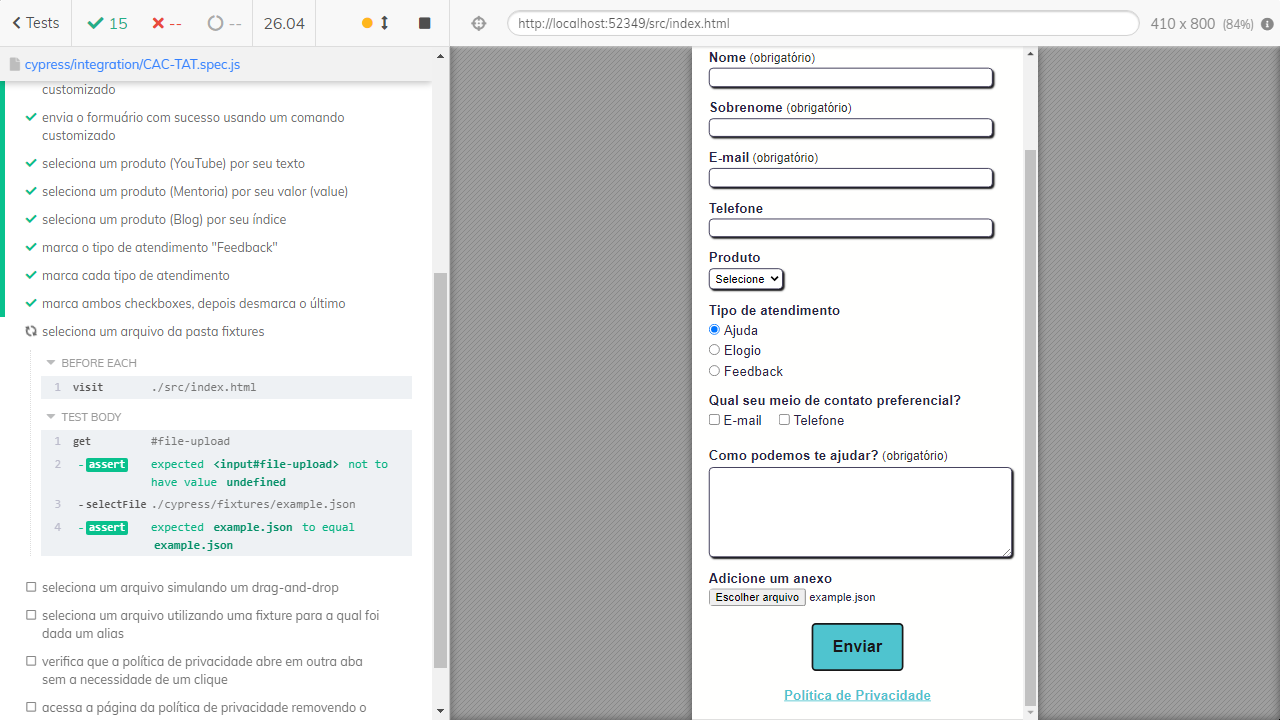 Tests
15
--
--
26.04
http://localhost:52349/src/index.html
410 x 800 (84%)
cypress/integration/CAC-TAT.spec.js
customizado
envia o formuário com sucesso usando um comando
customizado
seleciona um produto (YouTube) por seu texto
seleciona um produto (Mentoria) por seu valor (value)
seleciona um produto (Blog) por seu índice
marca o tipo de atendimento "Feedback"
marca cada tipo de atendimento
marca ambos checkboxes, depois desmarca o último
seleciona um arquivo da pasta fixtures
BEFORE EACH
1 visit ./src/index.html
TEST BODY
1 get #file-upload
2 -assert expected <input#file-upload> not to
have value undefined
3 -selectFile ./cypress/fixtures/example.json
4 -assert expected example.json to equal
example.json
seleciona um arquivo simulando um drag-and-drop
seleciona um arquivo utilizando uma fixture para a qual foi
dada um alias
verifica que a política de privacidade abre em outra aba
sem a necessidade de um clique
acessa a página da política de privacidade removendo o
Nome (obrigatório)
Sobrenome (obrigatório)
E-mail (obrigatório)
Telefone
Produto
Selecione
Tipo de atendimento
Ajuda
Elogio
Feedback
Qual seu meio de contato preferencial?
E-mail Telefone
Como podemos te ajudar? (obrigatório)
Adicione um anexo
Escolher arquivo example.json
Enviar
Política de Privacidade